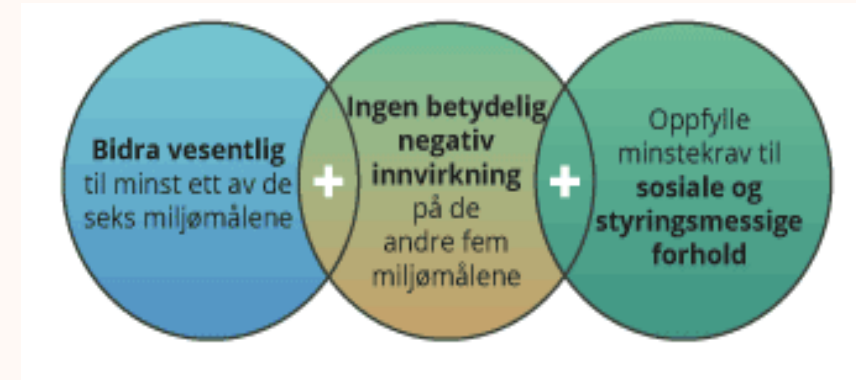 Bidra vesentlig
til minst ett av de
seks miljømålene
+
Ingen betydelig
negativ
innvirkning
på de
andre fem
miljømålene
+
Oppfylle
minstekrav til
sosiale og
styringsmessige
forhold